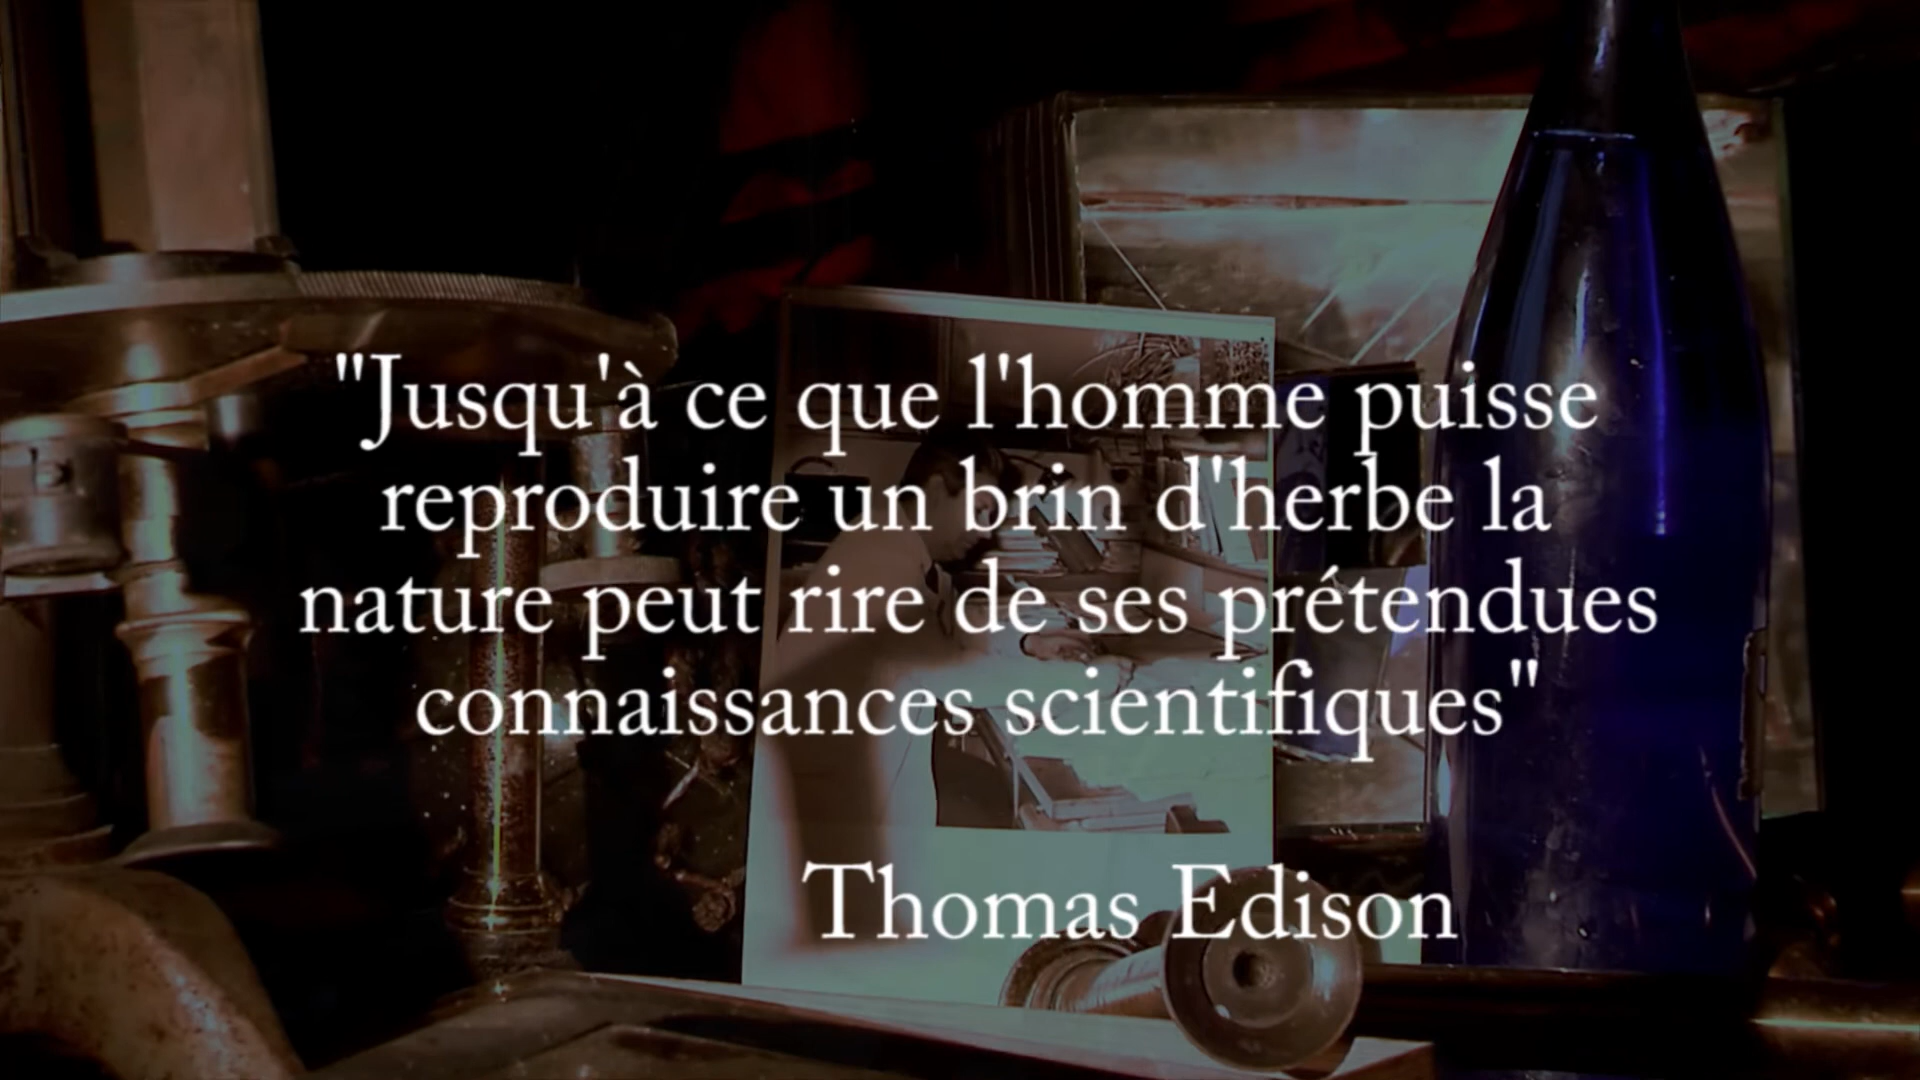 "Jusqu'à ce que l'homme puisse
reproduire un brin d'herbe la
nature peut rire de ses prétendues
connaissances scientifiques"
Thomas Edison